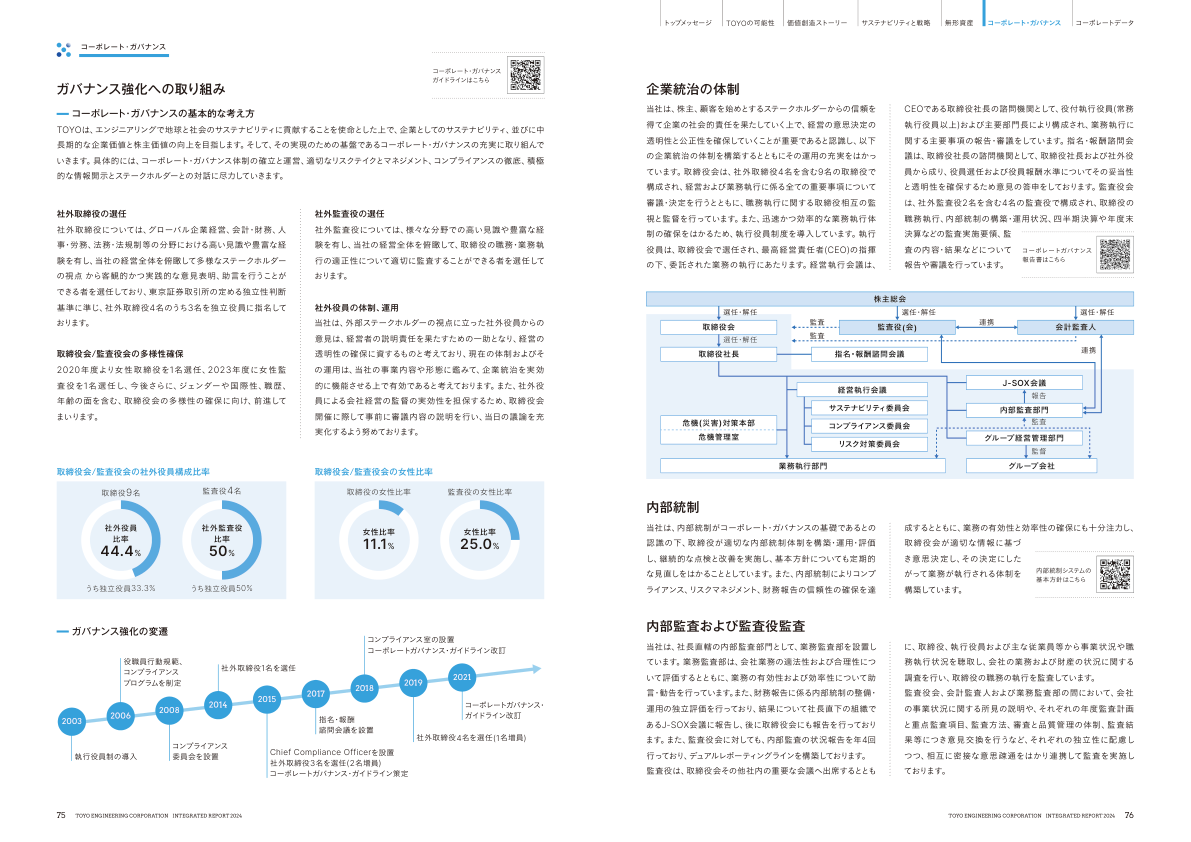 トップメッセージ
TOYOの可能性
価値創造ストーリー
サステナビリティと戦略
無形資産
コーポレート・ガバナンス
コーポレートデータ
コーポレート・ガバナンス
コーポレート・ガバナンス
ガイドラインはこちら
ガバナンス強化への取り組み
コーポレート・ガバナンスの基本的な考え方
TOYOは、エンジニアリングで地球と社会のサステナビリティに貢献することを使命とした上で、企業としてのサステナビリティ、並びに中
長期的な企業価値と株主価値の向上を目指します。そして、その実現のための基盤であるコーポレート・ガバナンスの充実に取り組んで
いきます。具体的には、コーポレート・ガバナンス体制の確立と運営、適切なリスクテイクとマネジメント、コンプライアンスの徹底、積極
的な情報開示とステークホルダーとの対話に尽力していきます。
社外取締役の選任
社外取締役については、グローバル企業経営、会計・財務、人
事・労務、法務・法規制等の分野における高い見識や豊富な経
験を有し、当社の経営全体を俯瞰して多様なステークホルダー
の視点 から客観的かつ実践的な意見表明、助言を行うことが
できる者を選任しており、東京証券取引所の定める独立性判断
基準に準じ、社外取締役4名のうち3名を独立役員に指名して
おります。
取締役会/監査役会の多様性確保
2020年度より女性取締役を1名選任、2023年度に女性監
査役を1名選任し、今後さらに、ジェンダーや国際性、職歴、
年齢の面を含む、取締役会の多様性の確保に向け、前進して
まいります。
社外監査役の選任
社外監査役については、様々な分野での高い見識や豊富な経
験を有し、当社の経営全体を俯瞰して、取締役の職務・業務執
行の適正性について適切に監査することができる者を選任して
おります。
社外役員の体制、運用
当社は、外部ステークホルダーの視点に立った社外役員からの
意見は、経営者の説明責任を果たすための一助となり、経営の
透明性の確保に資するものと考えており、現在の体制およびそ
の運用は、当社の事業内容や形態に鑑みて、企業統治を実効
的に機能させる上で有効であると考えております。また、社外役
員による会社経営の監督の実効性を担保するため、取締役会
開催に際して事前に審議内容の説明を行い、当日の議論を充
実化するよう努めております。
取締役会/監査役会の社外役員構成比率
取締役9名
社外役員
比率
44.4%
うち独立役員33.3%
監査役4名
社外監査役
比率
50%
うち独立役員50%
取締役会/監査役会の女性比率
取締役の女性比率
女性比率
11.1%
監査役の女性比率
女性比率
25.0%
ガバナンス強化の変遷
2003
執行役員制の導入
役職員行動規範、
コンプライアンス
プログラムを制定
2006
2008
コンプライアンス
委員会を設置
社外取締役1名を選任
2014
2015
Chief Compliance Officerを設置
社外取締役3名を選任(2名増員)
コーポレートガバナンス・ガイドライン策定
2017
指名・報酬
諮問会議を設置
コンプライアンス室の設置
コーポレートガバナンス・ガイドライン改訂
2018
2019
社外取締役4名を選任(1名増員)
2021
コーポレートガバナンス・
ガイドライン改訂
75 TOYO ENGINEERING CORPORATION INTEGRATED REPORT 2024
企業統治の体制
当社は、株主、顧客を始めとするステークホルダーからの信頼を
得て企業の社会的責任を果たしていく上で、経営の意思決定の
透明性と公正性を確保していくことが重要であると認識し、以下
の企業統治の体制を構築するとともにその運用の充実をはかっ
ています。取締役会は、社外取締役4名を含む9名の取締役で
構成され、経営および業務執行に係る全ての重要事項について
審議・決定を行うとともに、職務執行に関する取締役相互の監
視と監督を行っています。また、迅速かつ効率的な業務執行体
制の確保をはかるため、執行役員制度を導入しています。執行
役員は、取締役会で選任され、最高経営責任者(CEO)の指揮
の下、委託された業務の執行にあたります。経営執行会議は、
CEOである取締役社長の諮問機関として、役付執行役員(常務
執行役員以上)および主要部門長により構成され、業務執行に
関する主要事項の報告・審議をしています。指名・報酬諮問会
議は、取締役社長の諮問機関として、取締役社長および社外役
員から成り、役員選任および役員報酬水準についてその妥当性
と透明性を確保するため意見の答申をしております。監査役会
は、社外監査役2名を含む4名の監査役で構成され、取締役の
職務執行、内部統制の構築・運用状況、四半期決算や年度末
決算などの監査実施要領、監
査の内容・結果などについて
報告や審議を行っています。
コーポレートガバナンス
報告書はこちら
株主総会
選任・解任
選任・解任
選任・解任
取締役会
監査
監査役(会)
連携
会計監査人
監査
選任・解任
連携
取締役社長
指名・報酬諮問会議
経営執行会議
サステナビリティ委員会
コンプライアンス委員会
リスク対策委員会
危機(災害)対策本部
危機管理室
J-SOX会議
報告
内部監査部門
監査
グループ経営管理部門
監督
業務執行部門
グループ会社
内部統制
当社は、内部統制がコーポレート・ガバナンスの基礎であるとの
認識の下、取締役が適切な内部統制体制を構築・運用・評価
し、継続的な点検と改善を実施し、基本方針についても定期的
な見直しをはかることとしています。また、内部統制によりコンプ
ライアンス、リスクマネジメント、財務報告の信頼性の確保を達
成するとともに、業務の有効性と効率性の確保にも十分注力し、
取締役会が適切な情報に基づ
き意思決定し、その決定にした
がって業務が執行される体制を
構築しています。
内部統制システムの
基本方針はこちら
内部監査および監査役監査
当社は、社長直轄の内部監査部門として、業務監査部を設置し
ています。業務監査部は、会社業務の適法性および合理性につ
いて評価するとともに、業務の有効性および効率性について助
言・勧告を行っています。また、財務報告に係る内部統制の整備・
運用の独立評価を行っており、結果について社長直下の組織で
あるJ-SOX会議に報告し、後に取締役会にも報告を行っており
ます。また、監査役会に対しても、内部監査の状況報告を年4回
行っており、デュアルレポーティングラインを構築しております。
監査役は、取締役会その他社内の重要な会議へ出席するととも
に、取締役、執行役員および主な従業員等から事業状況や職
務執行状況を聴取し、会社の業務および財産の状況に関する
調査を行い、取締役の職務の執行を監査しています。
監査役会、会計監査人および業務監査部の間において、会社
の事業状況に関する所見の説明や、それぞれの年度監査計画
と重点監査項目、監査方法、審査と品質管理の体制、監査結
果等につき意見交換を行うなど、それぞれの独立性に配慮し
つつ、相互に密接な意思疎通をはかり連携して監査を実施し
ております。
TOYO ENGINEERING CORPORATION INTEGRATED REPORT 2024 76